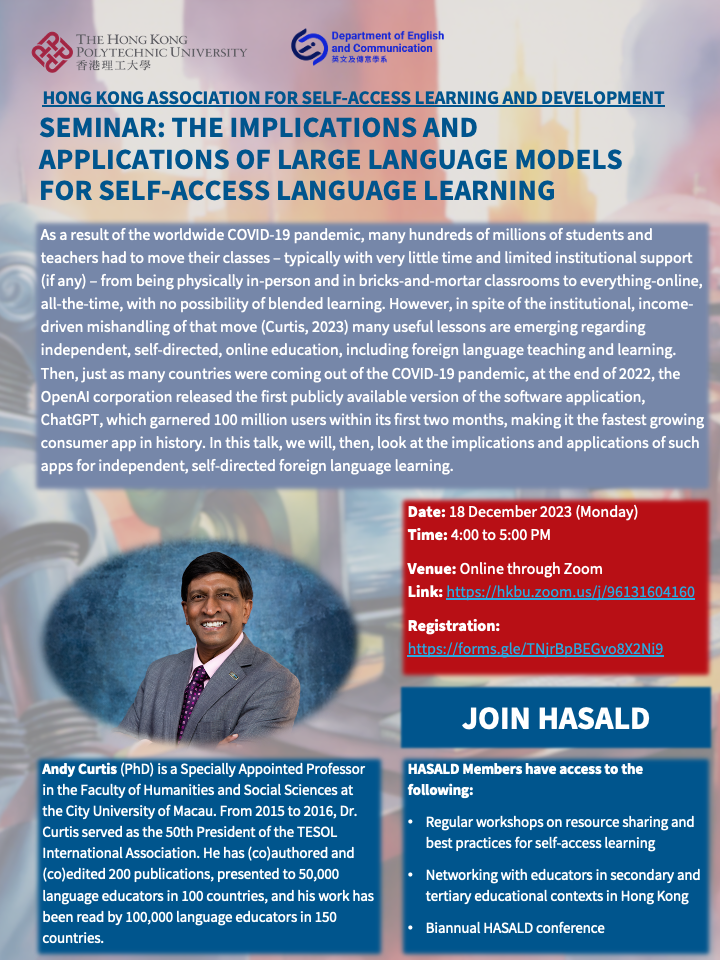 THE HONG KONG
POLYTECHNIC UNIVERSITY
香港理工大學
Department of English
and Communication
英文及傳意學系
HONG KONG ASSOCIATION FOR SELF-ACCESS LEARNING AND DEVELOPMENT
SEMINAR: THE IMPLICATIONS AND
APPLICATIONS OF LARGE LANGUAGE MODELS
FOR SELF-ACCESS LANGUAGE LEARNING
As a result of the worldwide COVID-19 pandemic, many hundreds of millions of students and
teachers had to move their classes – typically with very little time and limited institutional support
(if any) – from being physically in-person and in bricks-and-mortar classrooms to everything-online,
all-the-time, with no possibility of blended learning. However, in spite of the institutional, income-
driven mishandling of that move (Curtis, 2023) many useful lessons are emerging regarding
independent, self-directed, online education, including foreign language teaching and learning.
Then, just as many countries were coming out of the COVID-19 pandemic, at the end of 2022, the
OpenAI corporation released the first publicly available version of the software application,
ChatGPT, which garnered 100 million users within its first two months, making it the fastest growing
consumer app in history. In this talk, we will, then, look at the implications and applications of such
apps for independent, self-directed foreign language learning.
Date: 18 December 2023 (Monday)
Time: 4:00 to 5:00 PM
Venue: Online through Zoom
Link: https://hkbu.zoom.us/j/96131604160
Registration:
https://forms.gle/TNjrBpBEGvo8X2Ni9
JOIN HASALD
Andy Curtis (PhD) is a Specially Appointed Professor
in the Faculty of Humanities and Social Sciences at
the City University of Macau. From 2015 to 2016, Dr.
Curtis served as the 50th President of the TESOL
International Association. He has (co)authored and
(co)edited 200 publications, presented to 50,000
language educators in 100 countries, and his work has
been read by 100,000 language educators in 150
countries.
HASALD Members have access to the
following:
• Regular workshops on resource sharing and
best practices for self-access learning
• Networking with educators in secondary and
tertiary educational contexts in Hong Kong
• Biannual HASALD conference